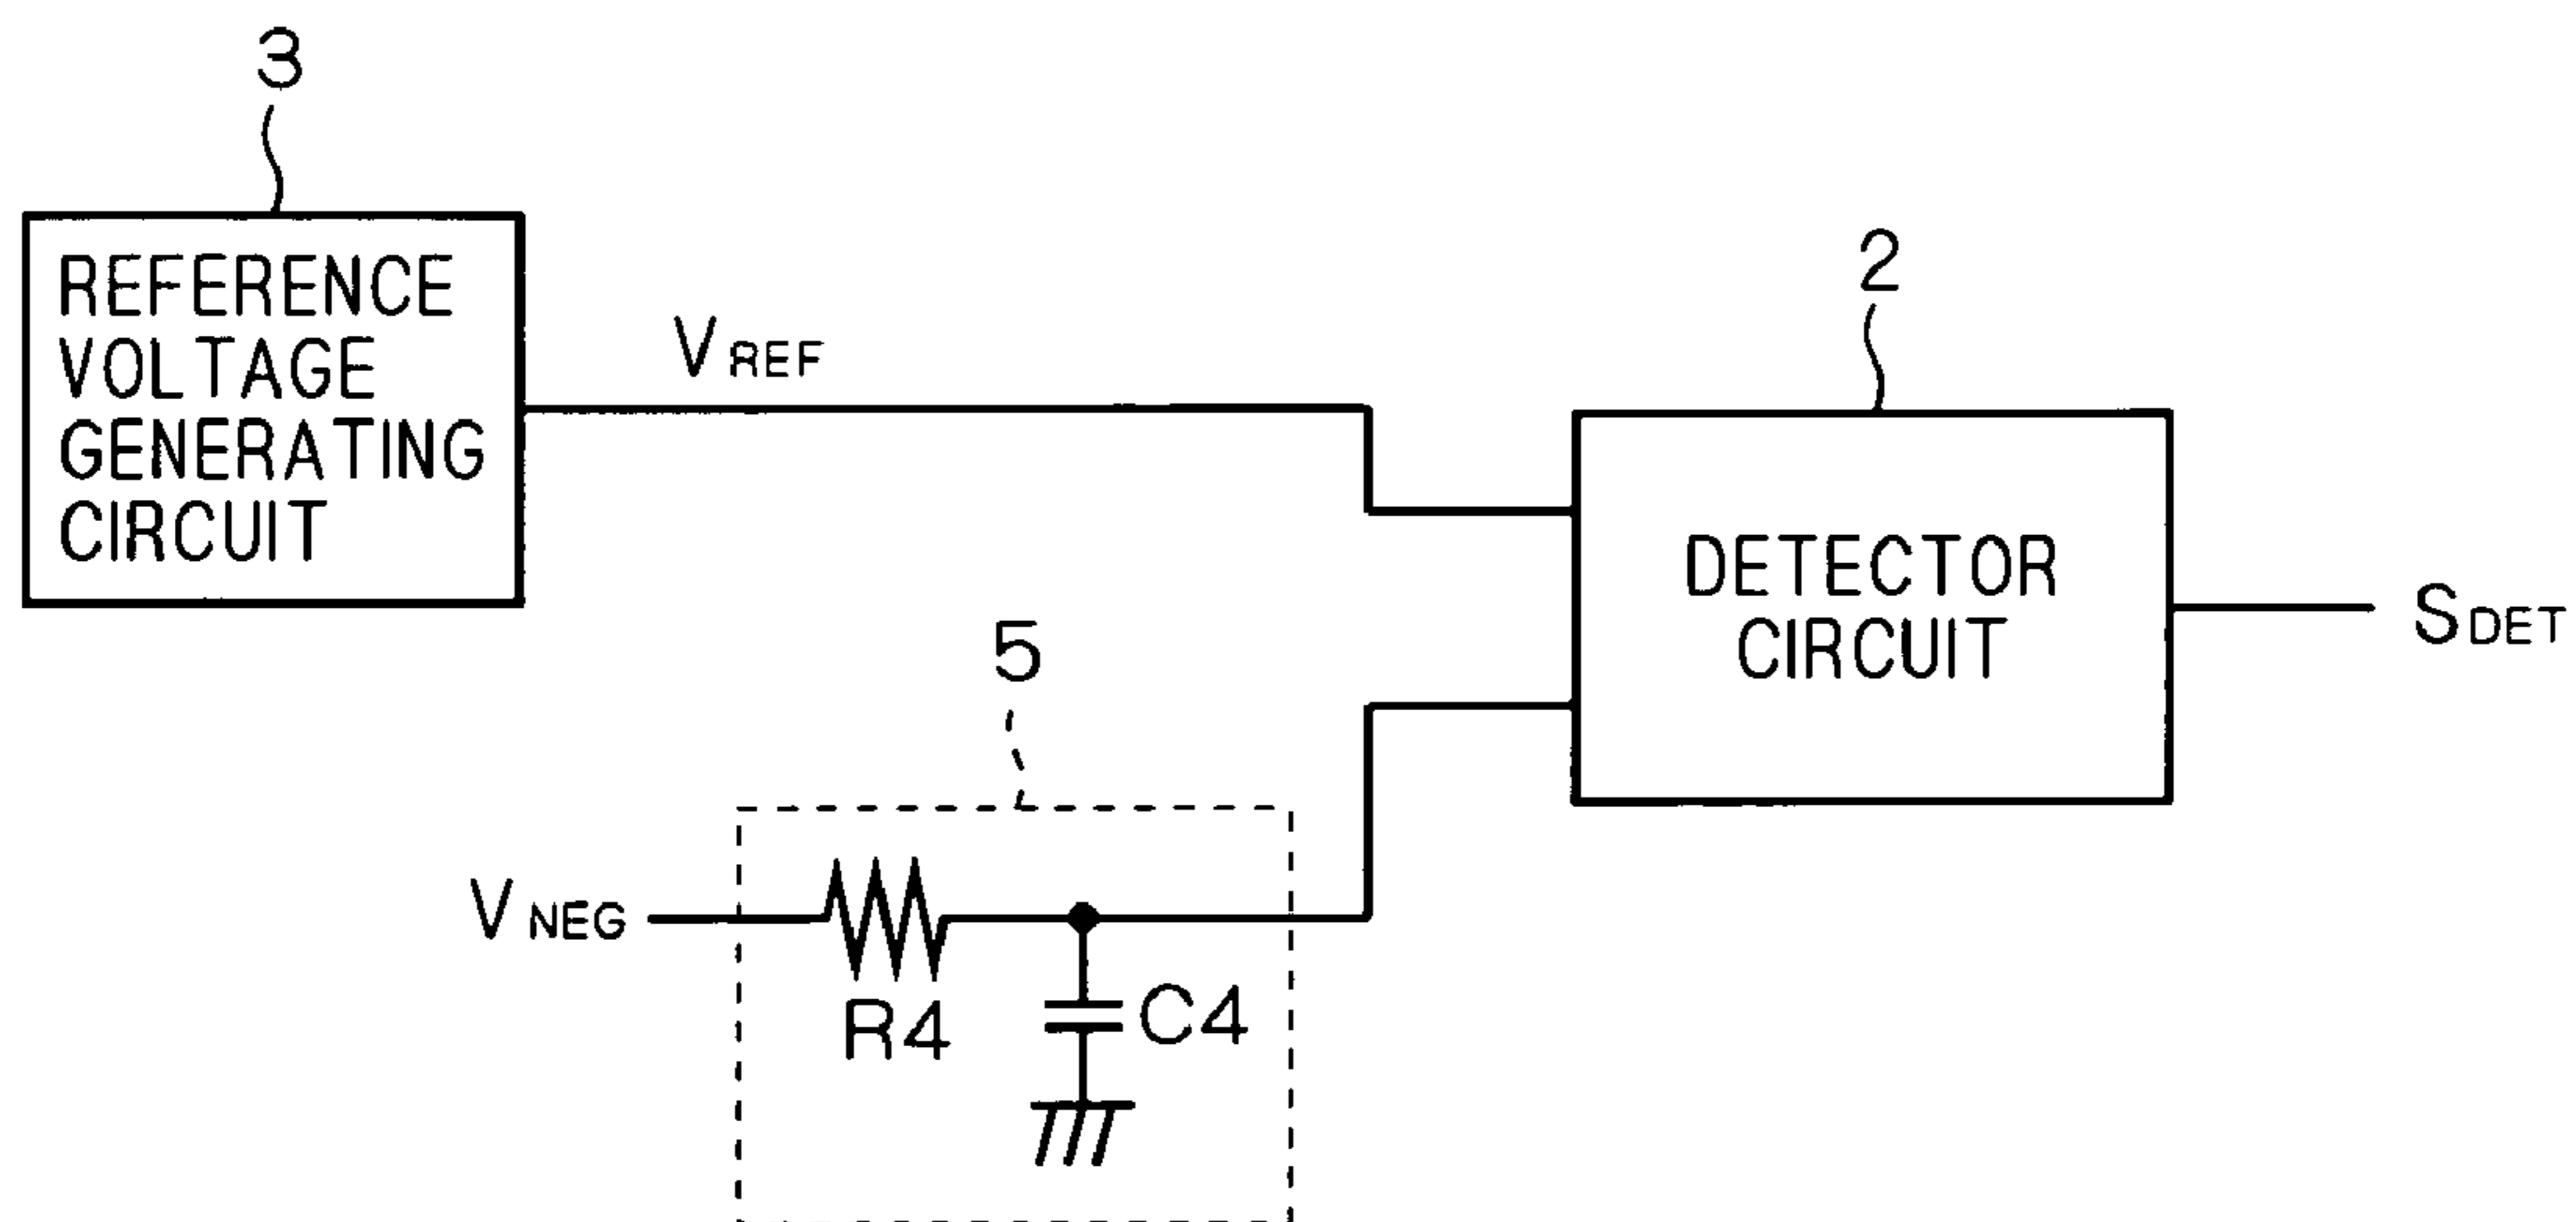 3
REFERENCE
VOLTAGE
GENERATING
CIRCUIT
VREF
2
DETECTOR
CIRCUIT
SDET
5
VNEG
R4
C4